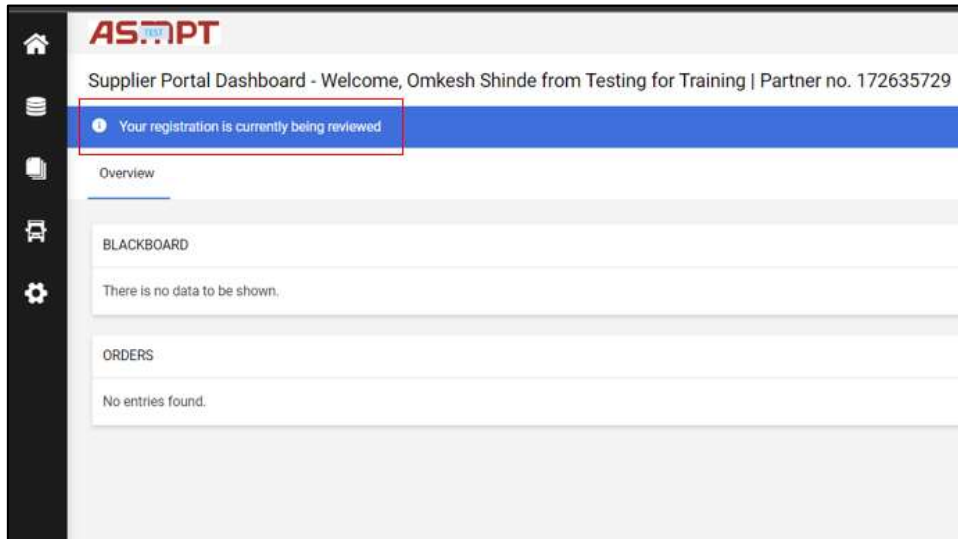 ASMPT
TEST
Supplier Portal Dashboard - Welcome, Omkesh Shinde from Testing for Training | Partner no. 172635729
Your registration is currently being reviewed
Overview
BLACKBOARD
There is no data to be shown.
ORDERS
No entries found.